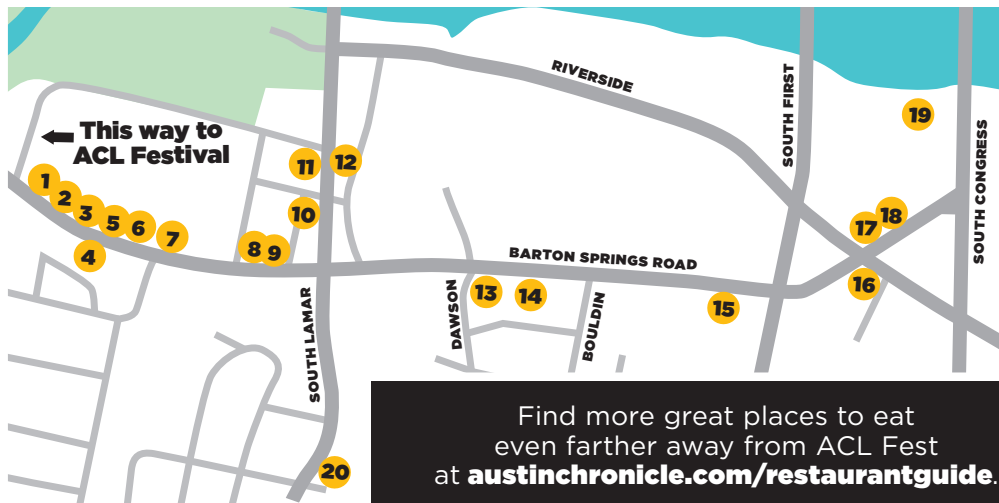 RIVERSIDE
SOUTH FIRST
SOUTH CONGRESS
19
This way to
ACL Festival
11
12
1
2
3
5
6
7
4
10
8
9
18
17
BARTON SPRINGS ROAD
16
13
14
15
DAWSON
BOULDIN
SOUTH LAMAR
20
Find more great places to eat
even farther away from ACL Fest
at austinchronicle.com/restaurantguide.